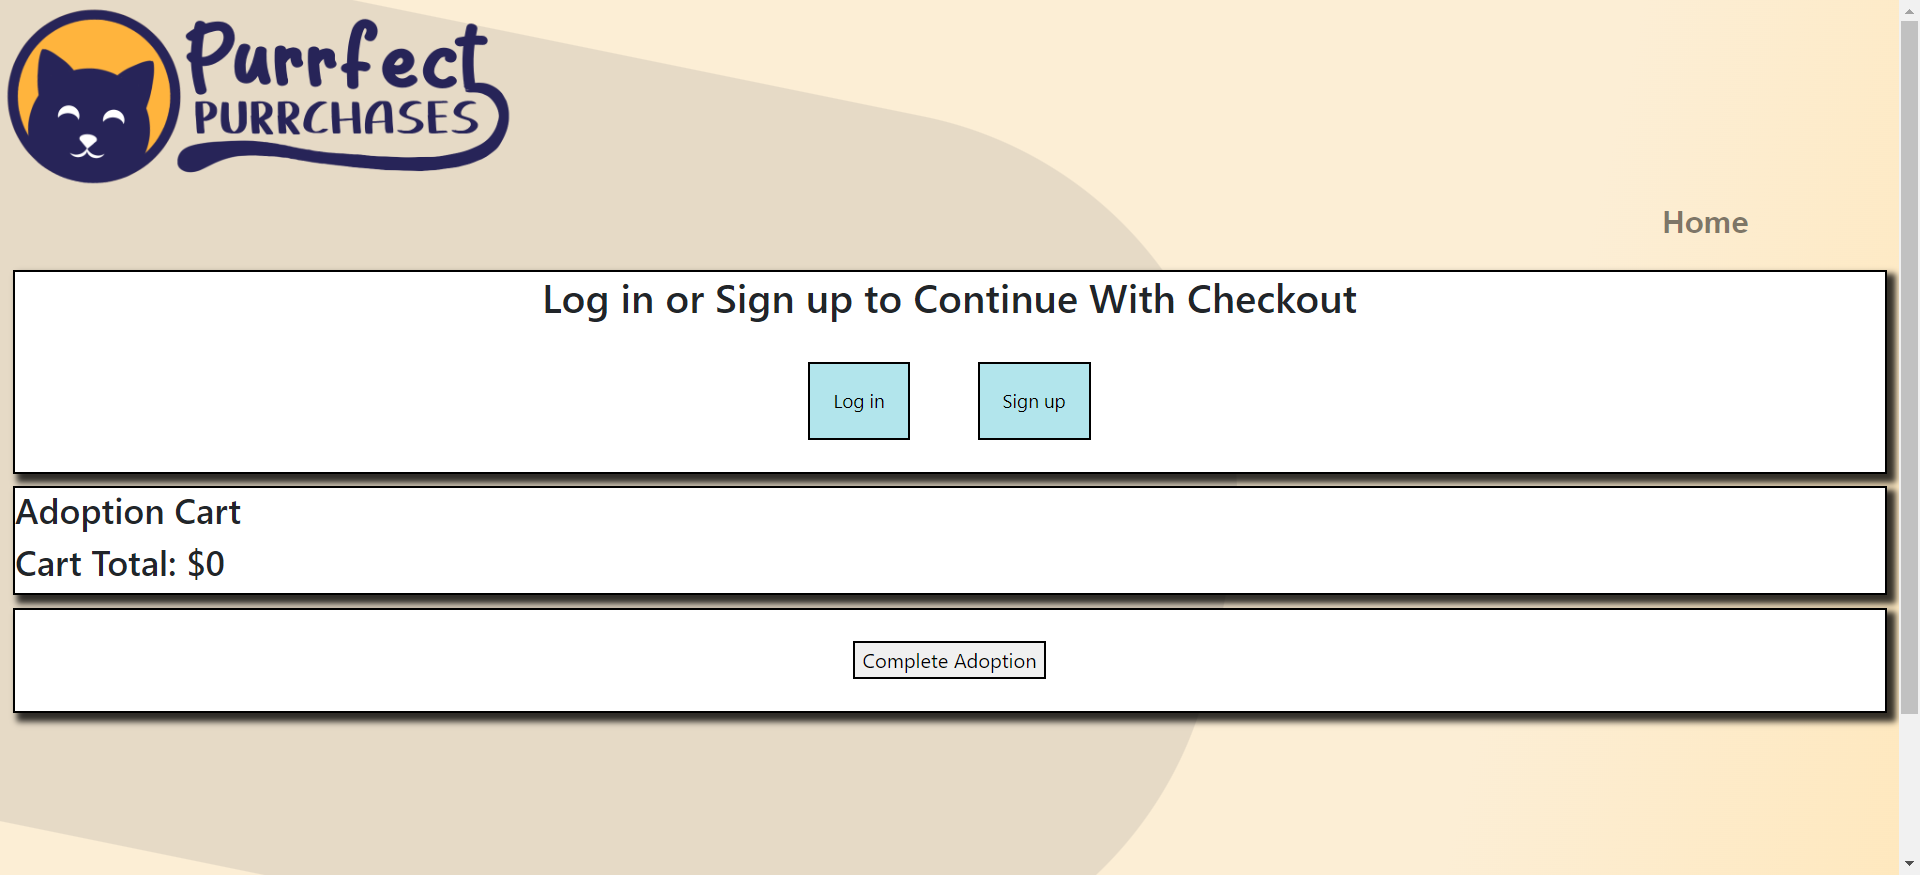 Purrfect
PURRCHASES
Home
Log in or Sign up to Continue With Checkout
Log in
Sign up
Adoption Cart
Cart Total: $0
Complete Adoption